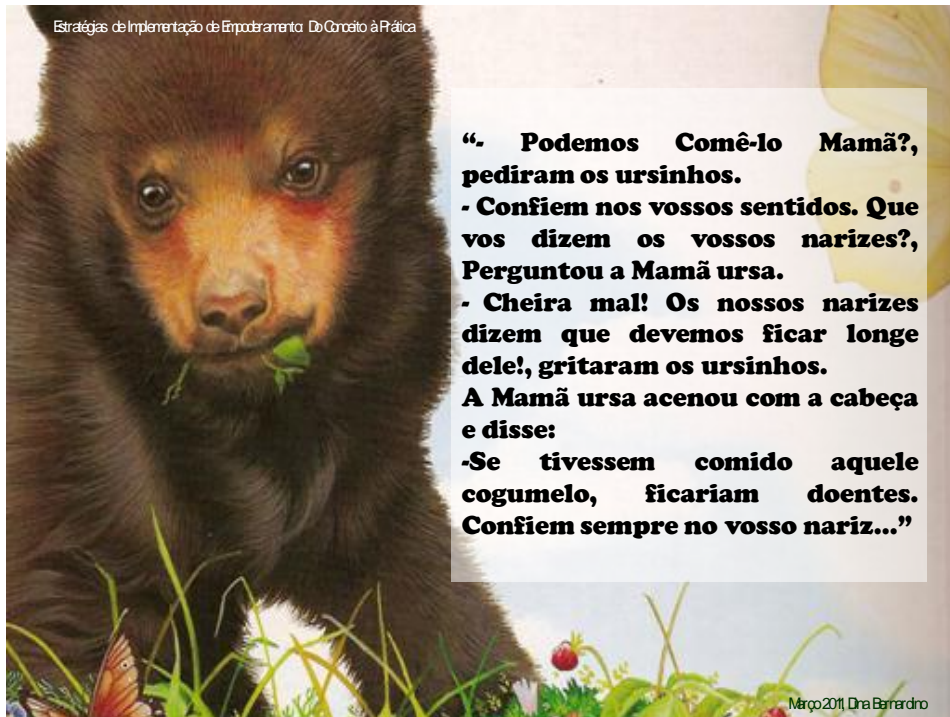 Estratégias de Implementação de Empoderamento: Do Conceito à Prática
“- Podemos Comê-lo Mamã?,
pediram os ursinhos.
- Confiem nos vossos sentidos. Que
vos dizem os vossos narizes?,
Perguntou a Mamã ursa.
- Cheira mal! Os nossos narizes
dizem que devemos ficar longe
dele!, gritaram os ursinhos.
A Mamã ursa acenou com a cabeça
e disse:
-Se tivessem comido aquele
cogumelo, ficariam doentes.
Confiem sempre no vosso nariz...”
Março 2011, Dina Bernardino